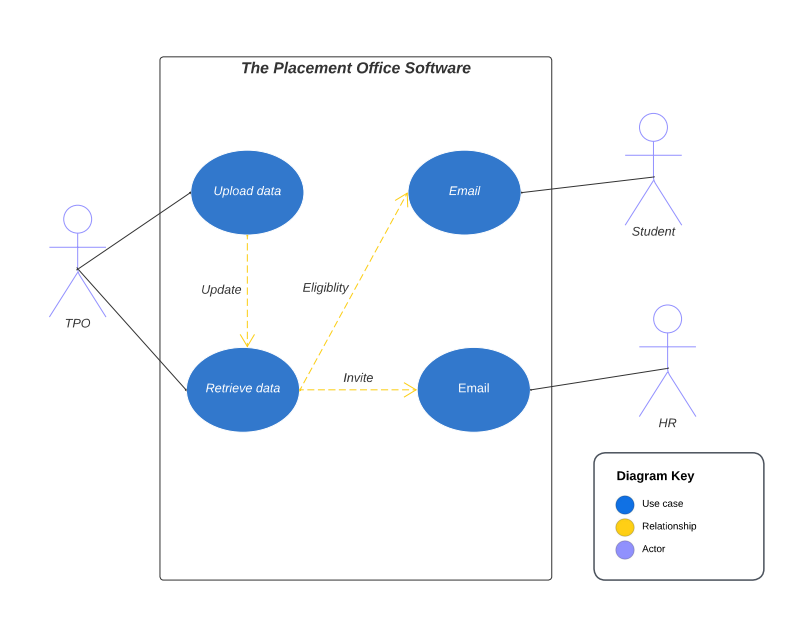 The Placement Office Software
Upload data
Email
Student
Update
Eligiblity
TPO
Invite
Retrieve data
Email
HR
Diagram Key
Use case
Relationship
Actor